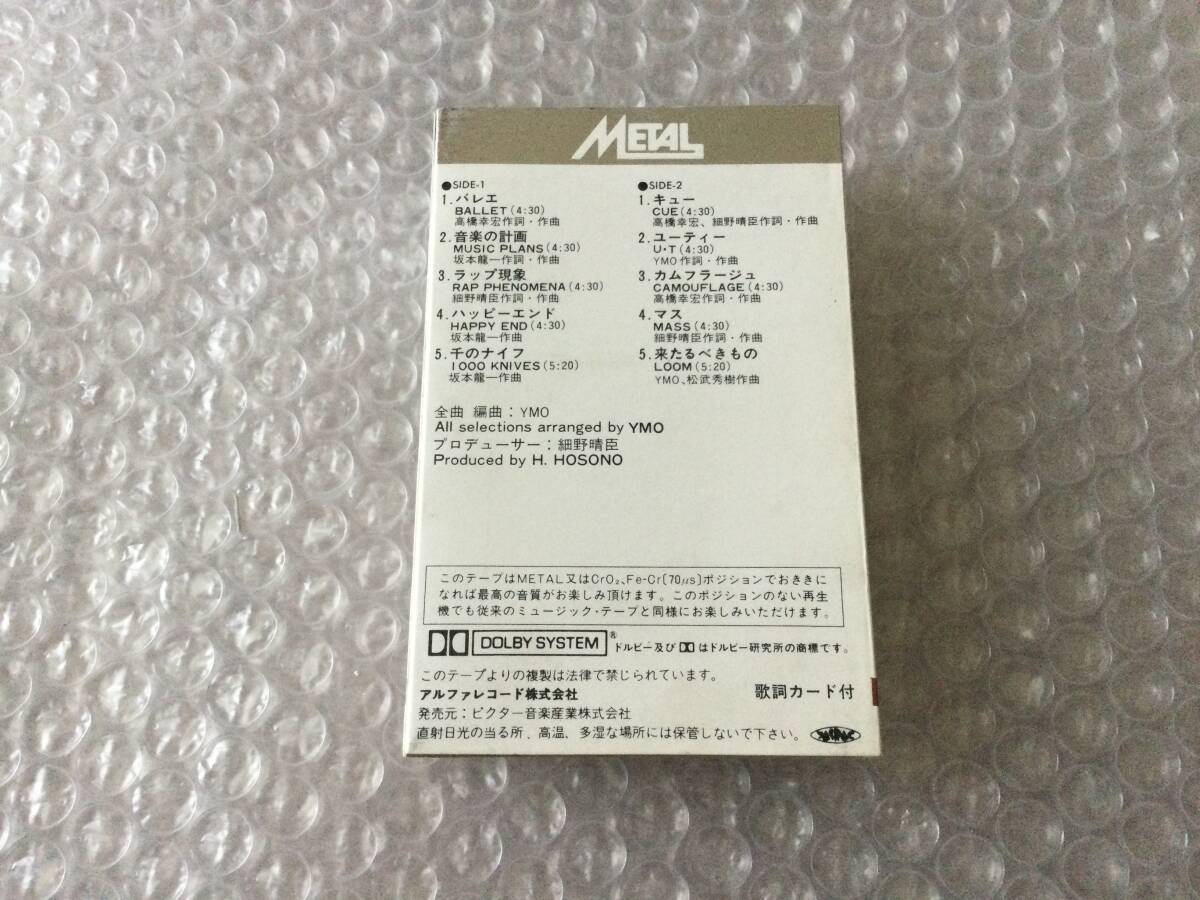 METAL
●SIDE-1
1.バレエ
BALLET(4:30)
高橋幸宏作詞・作曲
2.音楽の計画
MUSIC PLANS(4:30)
坂本龍一作詞・作曲
3.ラップ現象
RAP PHENOMENA(4:30)
細野晴臣作詞・作曲
4.ハッピーエンド
HAPPY END(4:30)
坂本龍一作曲
5.千のナイフ
1000 KNIVES(5:20)
坂本龍一作曲
●SIDE-2
1.キュー
CUE(4:30)
高橋幸宏、細野晴臣作詞・作曲
2.ユーティー
U・T(4:30)
YMO作詞・作曲
3.カムフラージュ
CAMOUFLAGE(4:30)
高橋幸宏作詞・作曲
4.マス
MASS(4:30)
細野晴臣作詞・作曲
5.来たるべきもの
LOOM(5:20)
YMO、松武秀樹作曲
全曲 編曲：YMO
All selections arranged by YMO
プロデューサー：細野晴臣
Produced by H. HOSONO
このテープはMETAL又はCrO₂、Fe-Cr(70μs)ポジションでおききに
なれば最高の音質がお楽しみ頂けます。このポジションのない再生
機でも従来のミュージック・テープと同様にお楽しみいただけます。
DOLBY SYSTEM® ドルビー及び はドルビー研究所の商標です。
このテープよりの複製は法律で禁じられています。
アルファレコード株式会社
歌詞カード付
発売元：ビクター音楽産業株式会社
直射日光の当る所、高温、多湿な場所には保管しないで下さい。